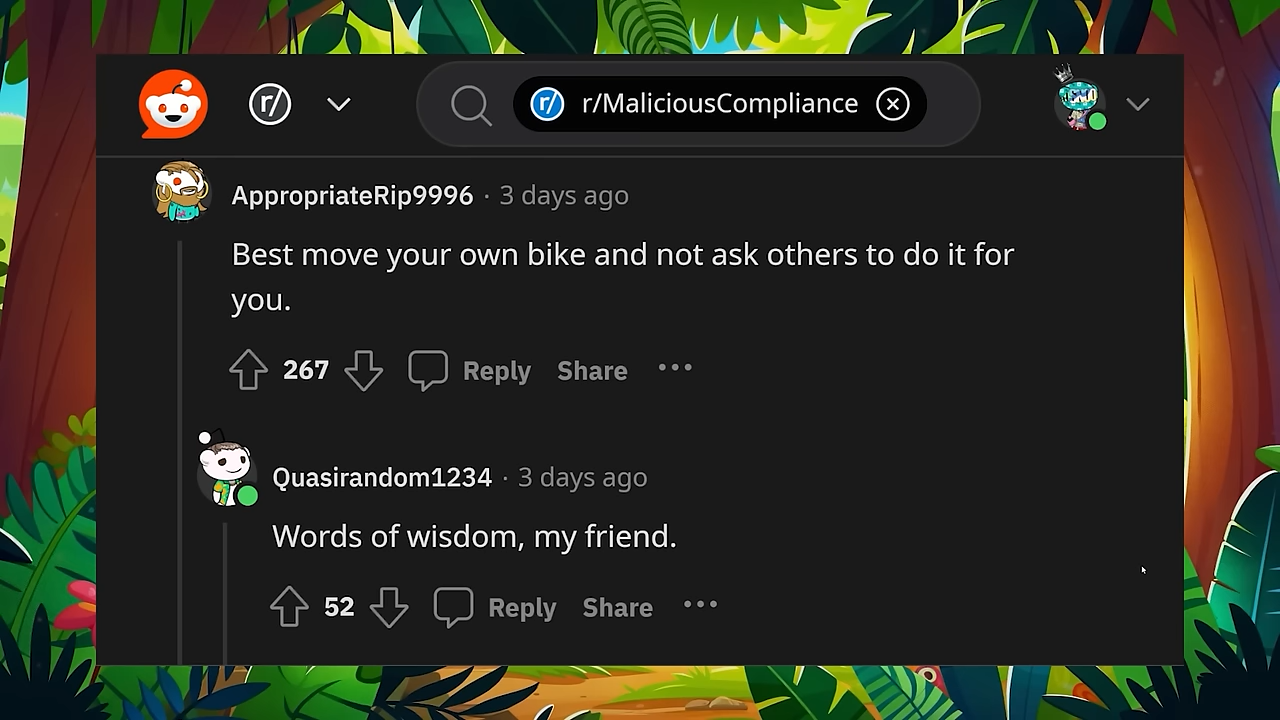 r/ r/ r/MaliciousCompliance
AppropriateRip9996 · 3 days ago
Best move your own bike and not ask others to do it for
you.
267 Reply Share ···
Quasirandom1234 · 3 days ago
Words of wisdom, my friend.
52 Reply Share ···